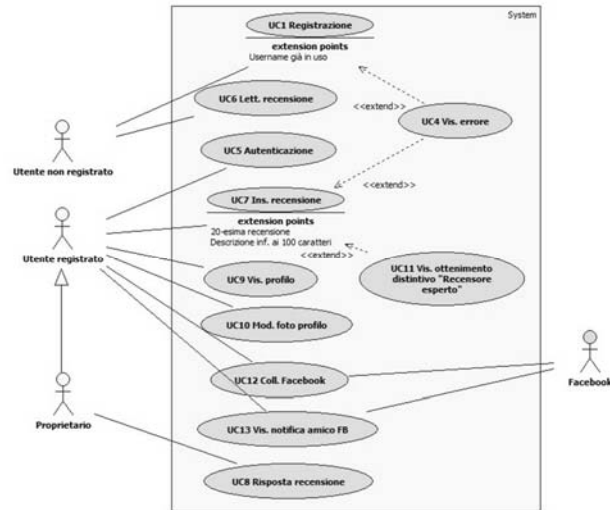 System
UC1 Registrazione
extension points
Username già in uso
UC6 Lett. recensione
<<extend>>
UC4 Vis. errore
Utente non registrato
UC5 Autenticazione
<<extend>>
UC7 Ins. recensione
extension points
20-esima recensione
Descrizione inf. ai 100 caratteri
<<extend>>
Utente registrato
UC9 Vis. profilo
UC11 Vis. ottenimento
distintivo "Recensore
esperto"
UC10 Mod. foto profilo
UC12 Coll. Facebook
Facebook
Proprietario
UC13 Vis. notifica amico FB
UC8 Risposta recensione